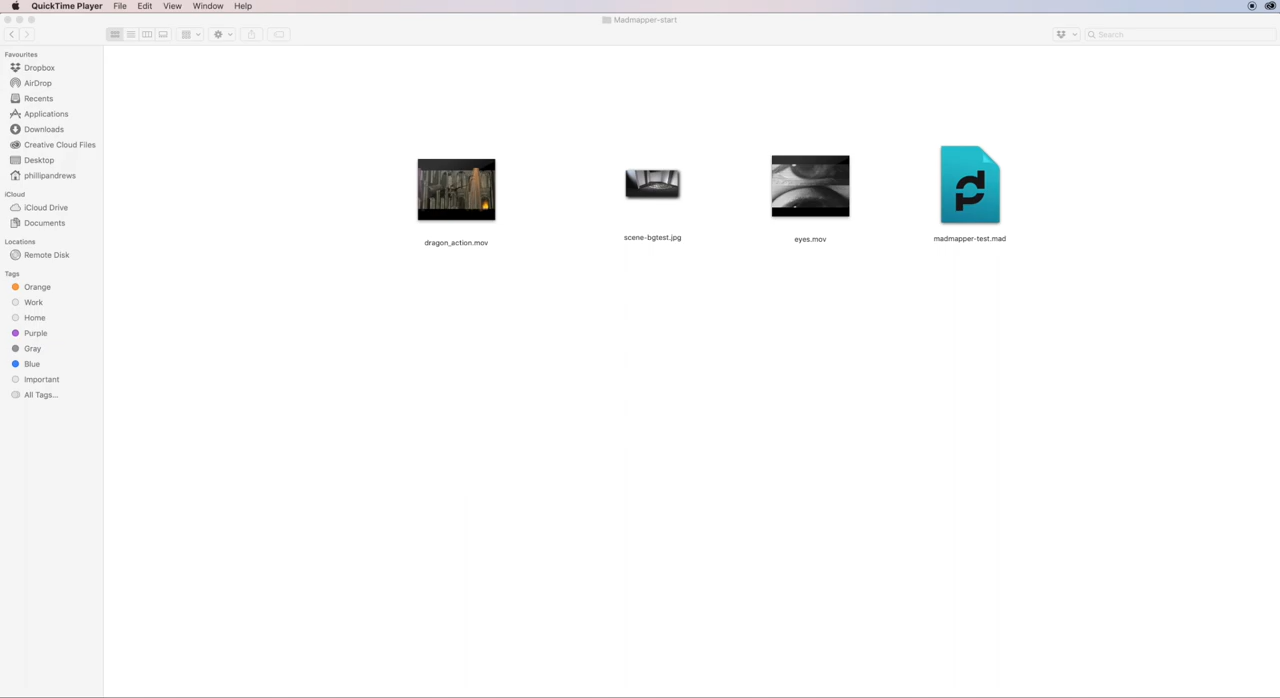 QuickTime Player File Edit View Window Help
Madmapper-start
Search
Favourites
Dropbox
AirDrop
Recents
Applications
Downloads
Creative Cloud Files
Desktop
phillipandrews
iCloud
iCloud Drive
Documents
Locations
Remote Disk
Tags
Orange
Work
Home
Purple
Gray
Blue
Important
All Tags...
dragon_action.mov
scene-bgtest.jpg
eyes.mov
madmapper-test.mad